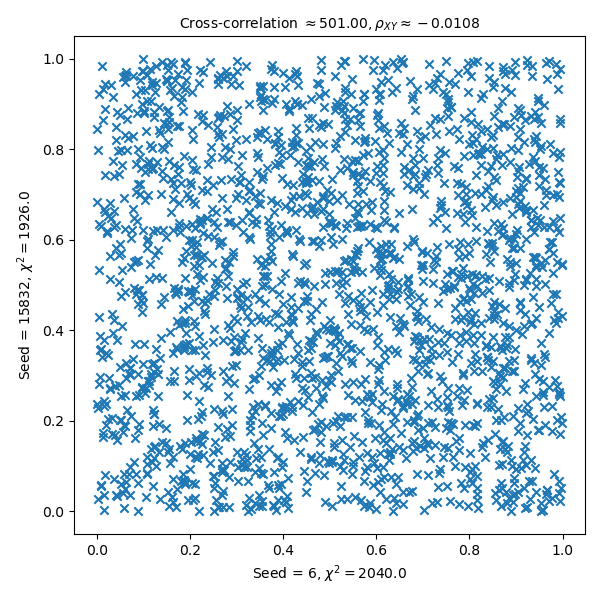 Cross-correlation ≈ 501.00, ρXY ≈ −0.0108
1.0
0.8
0.6
0.4
0.2
0.0
Seed = 15832, χ² = 1926.0
0.0 0.2 0.4 0.6 0.8 1.0
Seed = 6, χ² = 2040.0